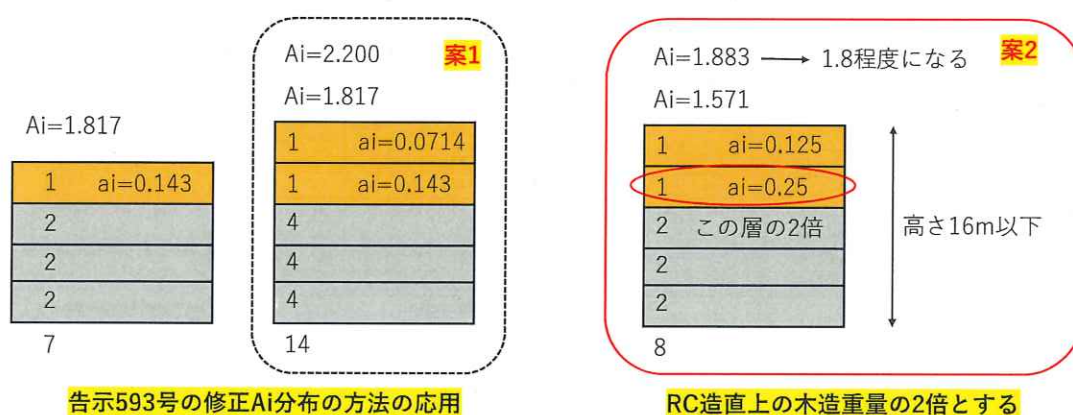 Ai=1.817
1 ai=0.143
2
2
2
7
案1
Ai=2.200
Ai=1.817
1 ai=0.0714
1 ai=0.143
4
4
4
14
告示593号の修正Ai分布の方法の応用
案2
Ai=1.883 → 1.8程度になる
Ai=1.571
1 ai=0.125
1 ai=0.25
2 この層の2倍
2
2
8
高さ16m以下
RC造直上の木造重量の2倍とする